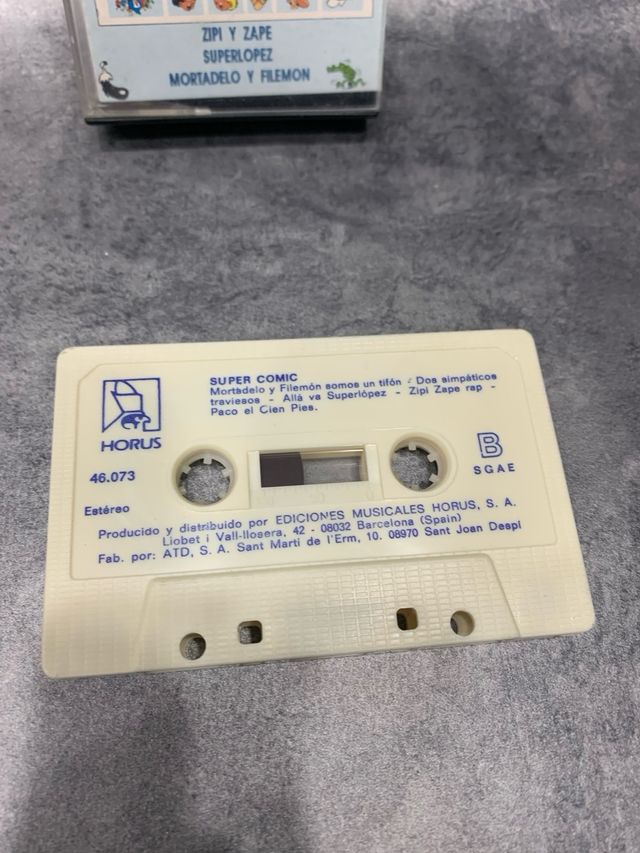 ZIPI Y ZAPE
SUPERLOPEZ
MORTADELO Y FILEMON
SUPER COMIC
Mortadelo y Filemón somos un tifón - Dos simpáticos
traviesos - Allá va Superlópez - Zipi Zape rap -
Paco el Cien Pies.
HORUS
46.073
B
SGAE
Estéreo
Producido y distribuido por EDICIONES MUSICALES HORUS, S. A.
Llobet i Vall-llosera, 42 - 08032 Barcelona (Spain)
Fab. por: ATD, S. A. Sant Martí de l'Erm, 10. 08970 Sant Joan Despí